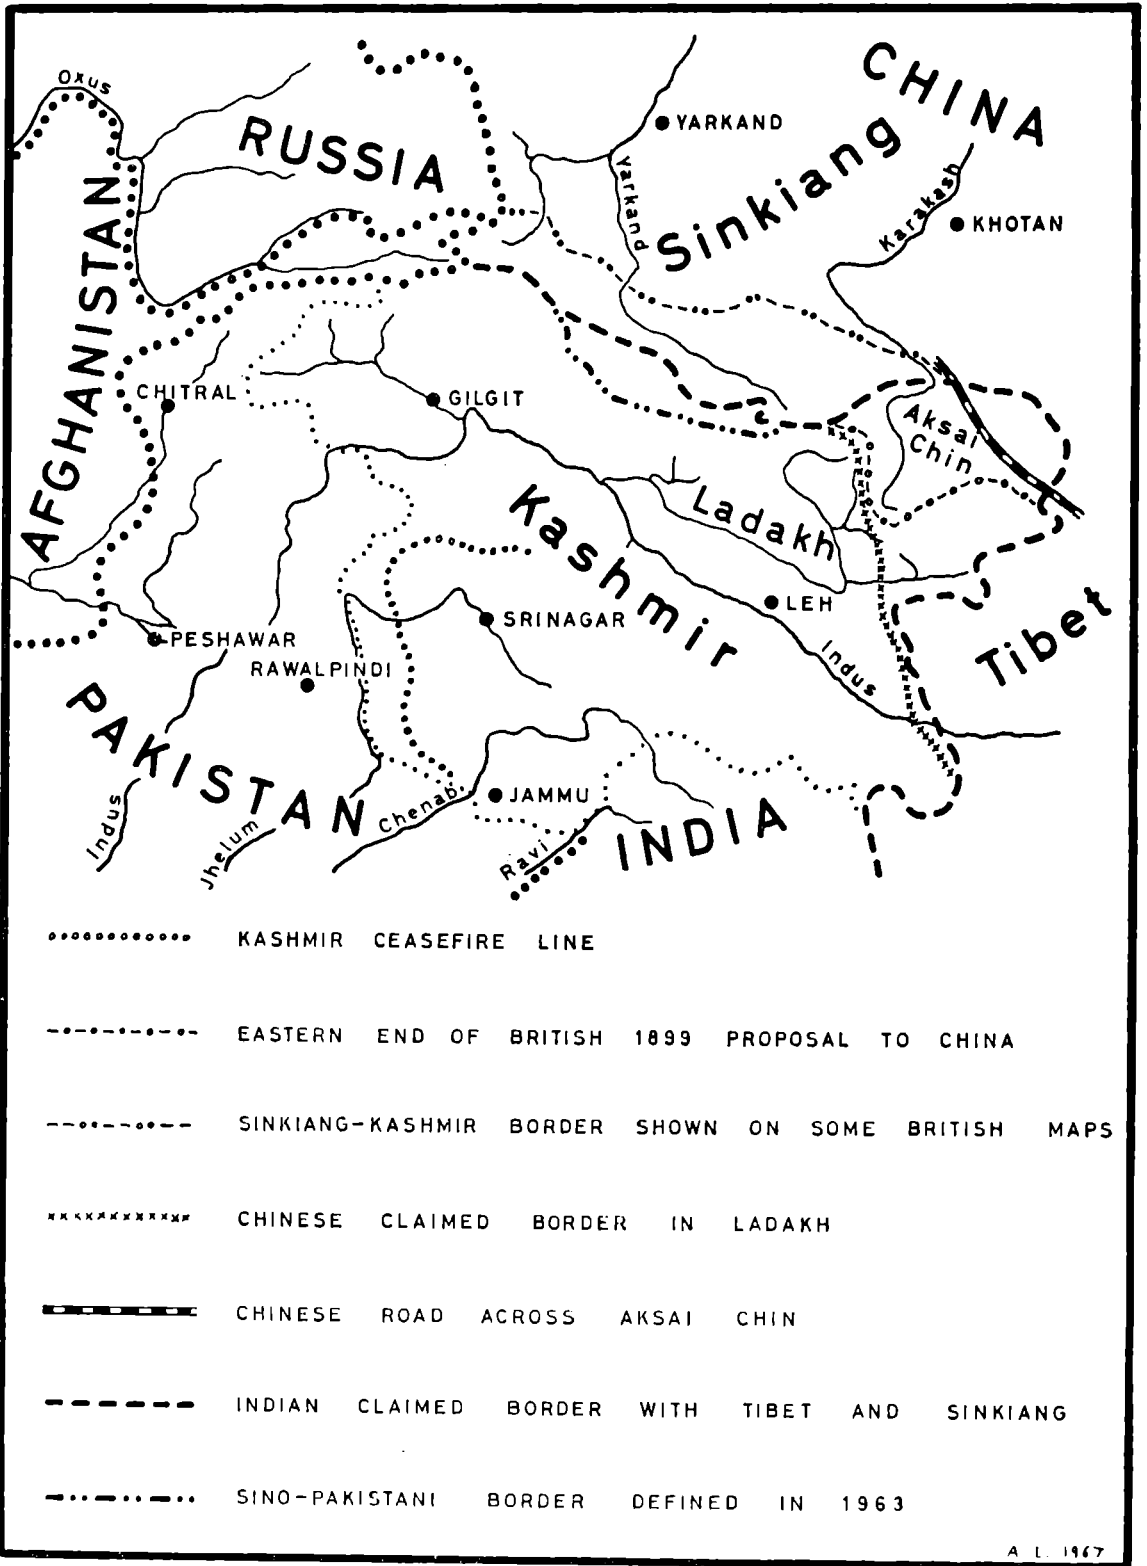 CHINA
Oxus
RUSSIA
YARKAND
Yarkand
Sinkiang
Karakash
KHOTAN
AFGHANISTAN
CHITRAL
GILGIT
Aksai
Chin
Kashmir
Ladakh
LEH
Tibet
SRINAGAR
PESHAWAR
RAWALPINDI
Indus
PAKISTAN
Indus
Jhelum
Chenab
JAMMU
Ravi
INDIA
KASHMIR CEASEFIRE LINE
EASTERN END OF BRITISH 1899 PROPOSAL TO CHINA
SINKIANG-KASHMIR BORDER SHOWN ON SOME BRITISH MAPS
CHINESE CLAIMED BORDER IN LADAKH
CHINESE ROAD ACROSS AKSAI CHIN
INDIAN CLAIMED BORDER WITH TIBET AND SINKIANG
SINO-PAKISTANI BORDER DEFINED IN 1963
A L. 1967